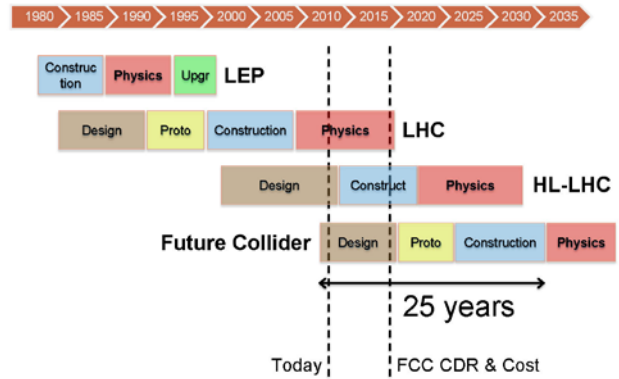 1980 1985 1990 1995 2000 2005 2010 2015 2020 2025 2030 2035
Construc
tion
Physics
Upgr
LEP
Design
Proto
Construction
Physics
LHC
Design
Construct
Physics
HL-LHC
Future Collider
Design
Proto
Construction
Physics
25 years
Today
FCC CDR & Cost